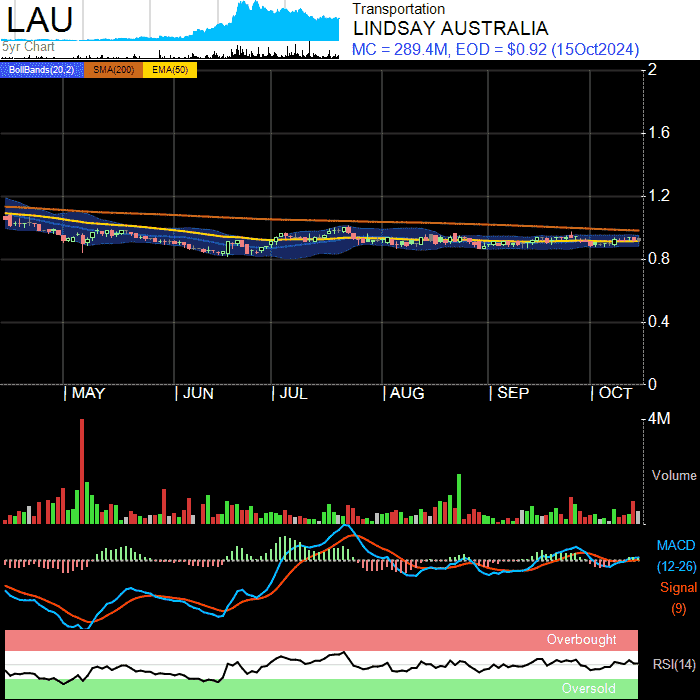 LAU
5yr Chart
Transportation
LINDSAY AUSTRALIA
MC = 289.4M, EOD = $0.92 (15Oct2024)
BollBands(20,2) SMA(200) EMA(50)
2
1.6
1.2
0.8
0.4
0
MAY JUN JUL AUG SEP OCT
4M
Volume
MACD
(12-26)
Signal
(9)
Overbought
RSI(14)
Oversold